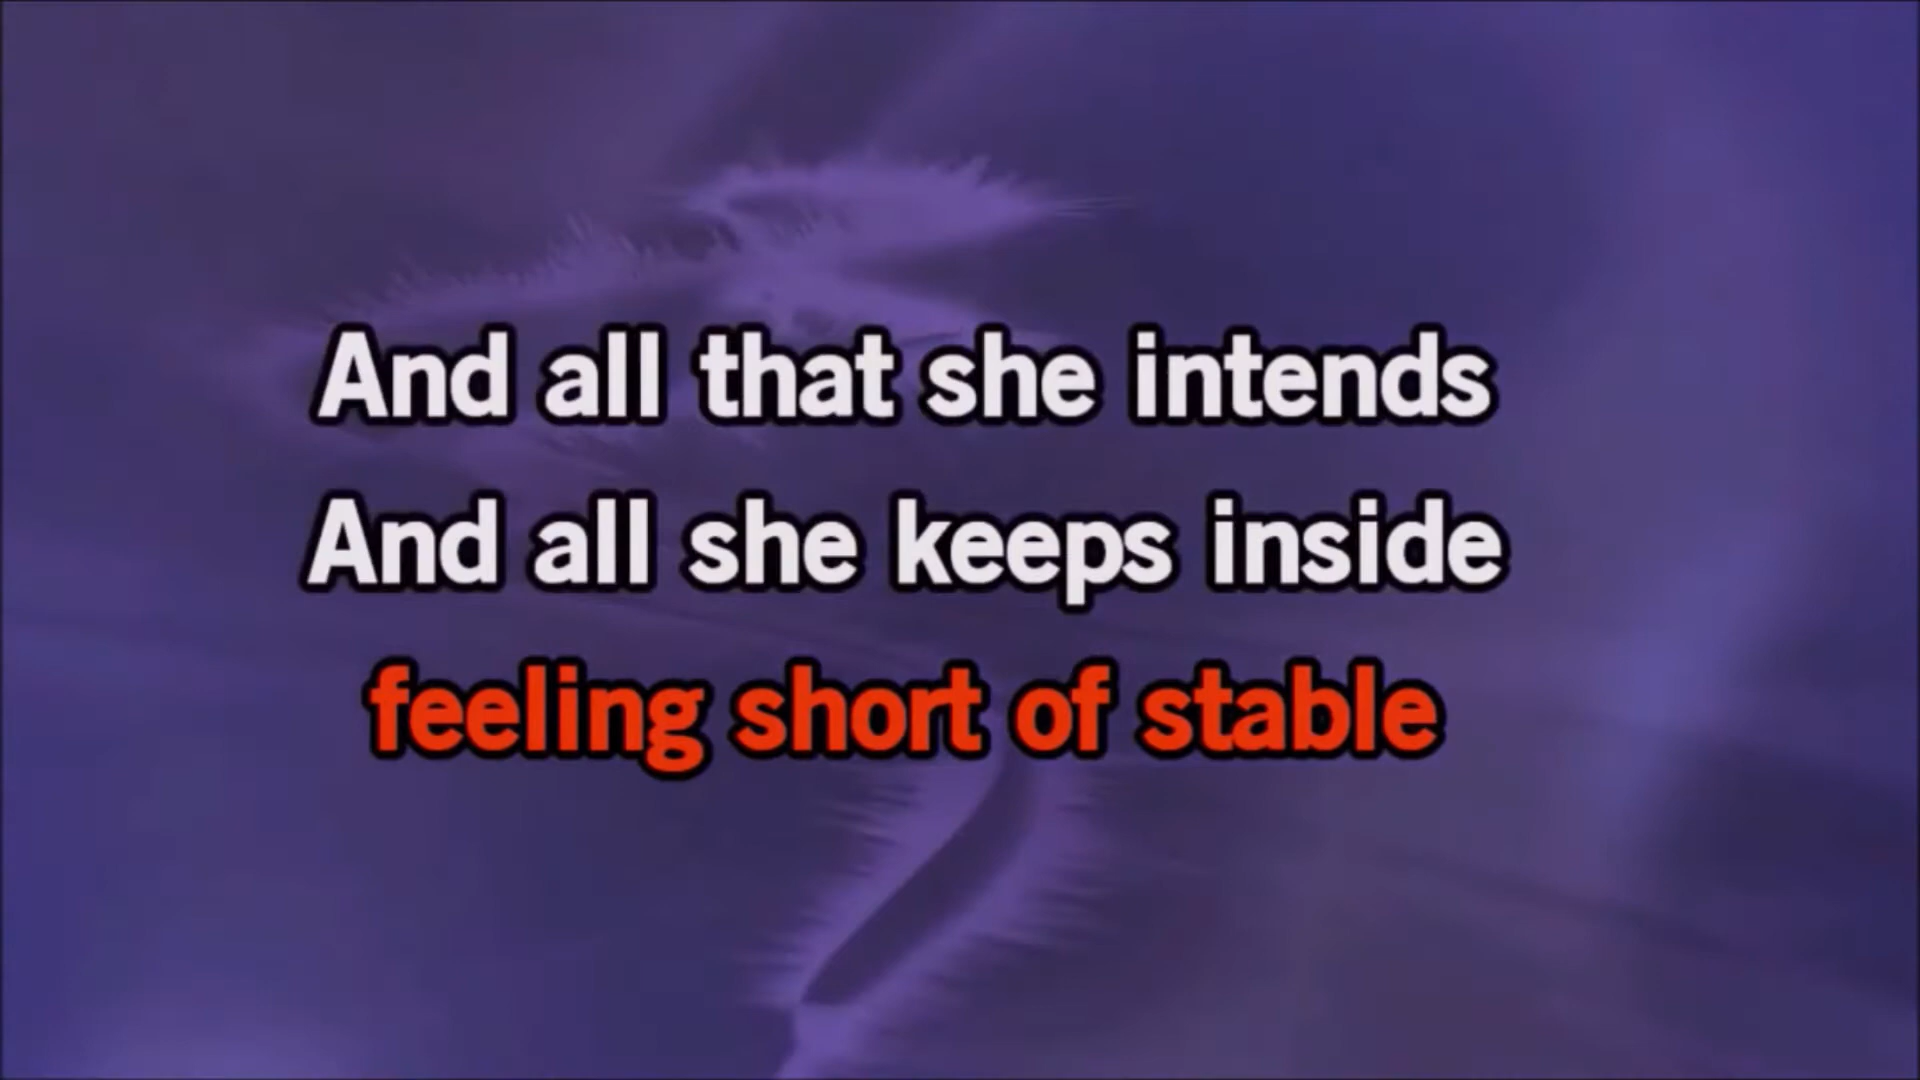 And all that she intends
And all she keeps inside
feeling short of stable